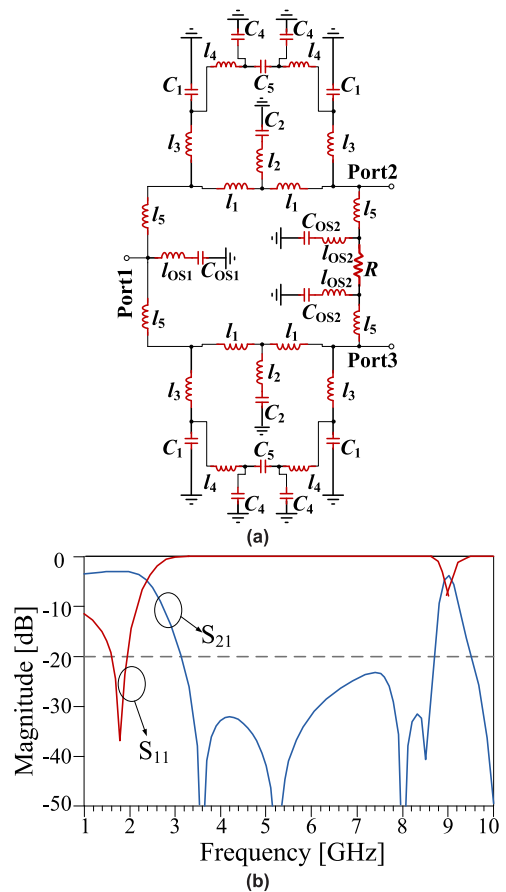 C4 C4
l4 l4
C1 C5 C1
C2
l3 l2 l3
Port2
l1 l1
l5 l5
COS2
lOS2
Port1 lOS1 COS1 R
lOS2
COS2
l5 l5
l1 l1
Port3
l3 l2 l3
C2
C1 C5 C1
l4 l4
C4 C4
(a)
Magnitude [dB]
0
-10
-20
-30
-40
-50
S21
S11
1 2 3 4 5 6 7 8 9 10
Frequency [GHz]
(b)